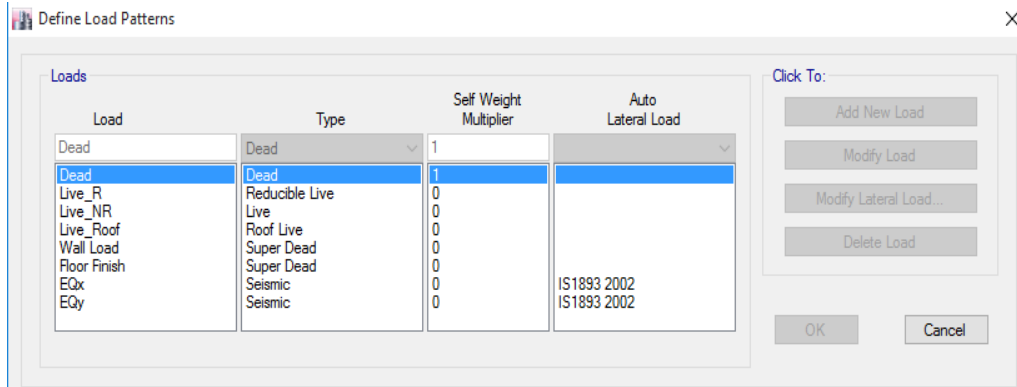 Define Load Patterns
Loads
Click To:
Load Type Self Weight Multiplier Auto Lateral Load
Dead Dead 1
Dead Dead 1
Live_R Reducible Live 0
Live_NR Live 0
Live_Roof Roof Live 0
Wall Load Super Dead 0
Floor Finish Super Dead 0
EQx Seismic 0 IS1893 2002
EQy Seismic 0 IS1893 2002
Add New Load
Modify Load
Modify Lateral Load...
Delete Load
OK Cancel